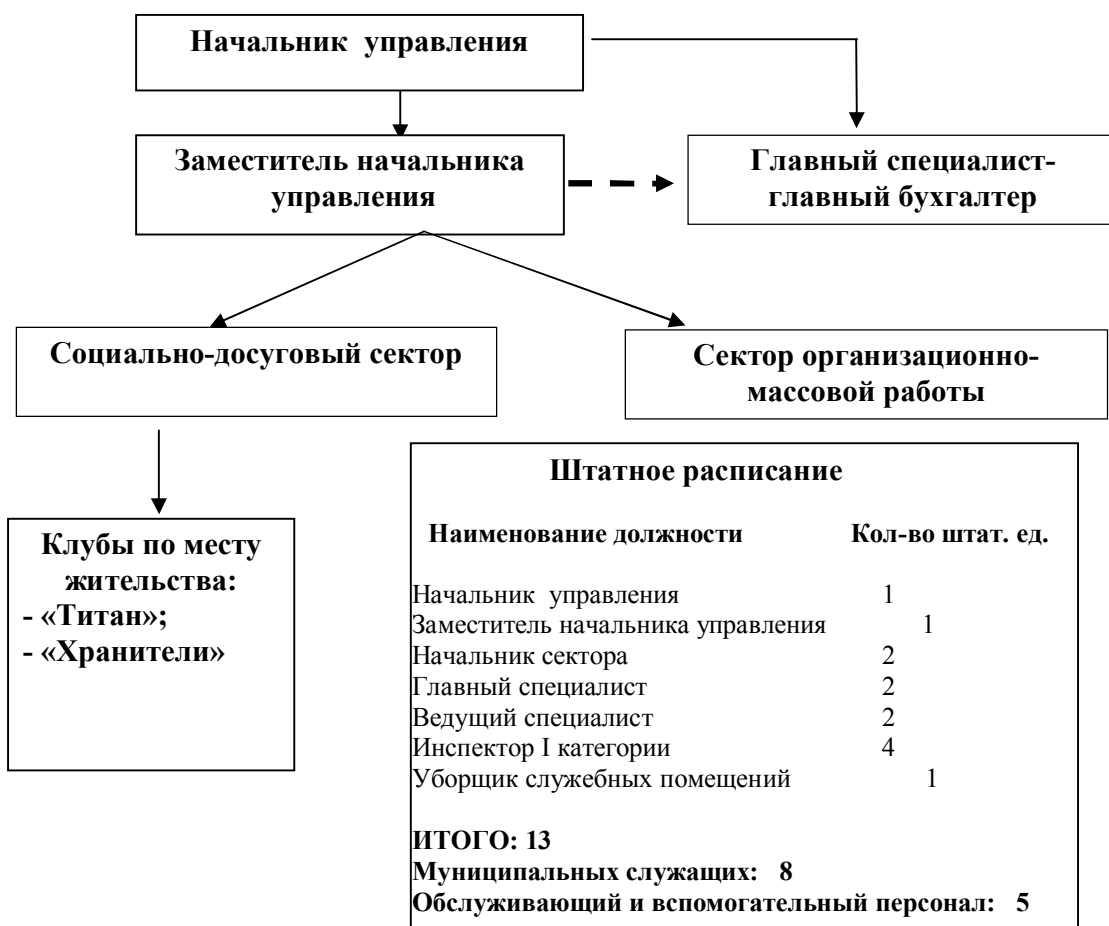 Начальник управления
Заместитель начальника
управления
Главный специалист-
главный бухгалтер
Социально-досуговый сектор
Сектор организационно-
массовой работы
Клубы по месту
жительства:
- «Титан»;
- «Хранители»
Штатное расписание
Наименование должности Кол-во штат. ед.
Начальник управления 1
Заместитель начальника управления 1
Начальник сектора 2
Главный специалист 2
Ведущий специалист 2
Инспектор I категории 4
Уборщик служебных помещений 1
ИТОГО: 13
Муниципальных служащих: 8
Обслуживающий и вспомогательный персонал: 5